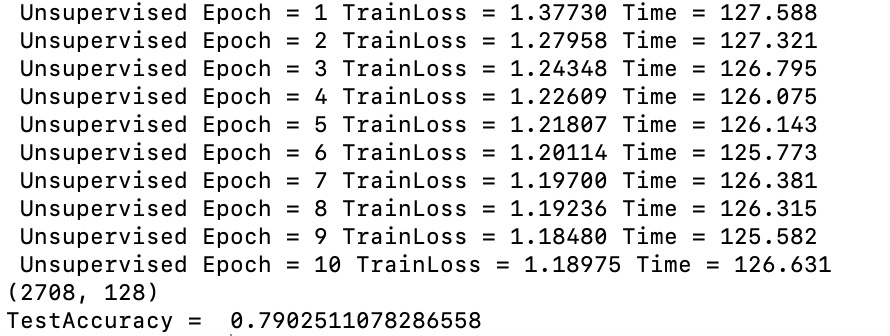 Unsupervised Epoch = 1 TrainLoss = 1.37730 Time = 127.588
Unsupervised Epoch = 2 TrainLoss = 1.27958 Time = 127.321
Unsupervised Epoch = 3 TrainLoss = 1.24348 Time = 126.795
Unsupervised Epoch = 4 TrainLoss = 1.22609 Time = 126.075
Unsupervised Epoch = 5 TrainLoss = 1.21807 Time = 126.143
Unsupervised Epoch = 6 TrainLoss = 1.20114 Time = 125.773
Unsupervised Epoch = 7 TrainLoss = 1.19700 Time = 126.381
Unsupervised Epoch = 8 TrainLoss = 1.19236 Time = 126.315
Unsupervised Epoch = 9 TrainLoss = 1.18480 Time = 125.582
Unsupervised Epoch = 10 TrainLoss = 1.18975 Time = 126.631
(2708, 128)
TestAccuracy =  0.7902511078286558